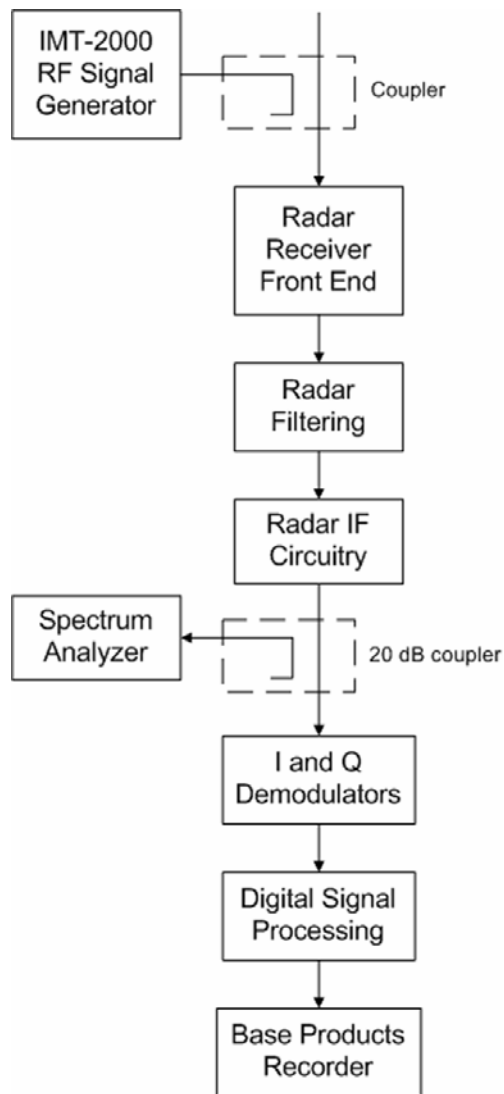 IMT-2000
RF Signal
Generator
Coupler
Radar
Receiver
Front End
Radar
Filtering
Radar IF
Circuitry
Spectrum
Analyzer
20 dB coupler
I and Q
Demodulators
Digital Signal
Processing
Base Products
Recorder